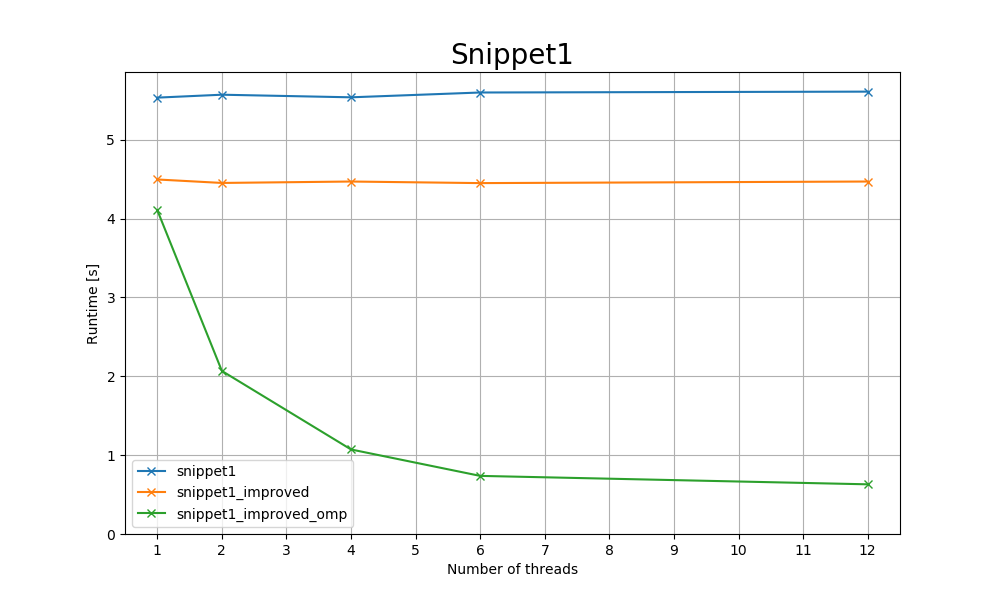 Snippet1
Runtime [s]
5
4
3
2
1
0
snippet1
snippet1_improved
snippet1_improved_omp
1 2 3 4 5 6 7 8 9 10 11 12
Number of threads